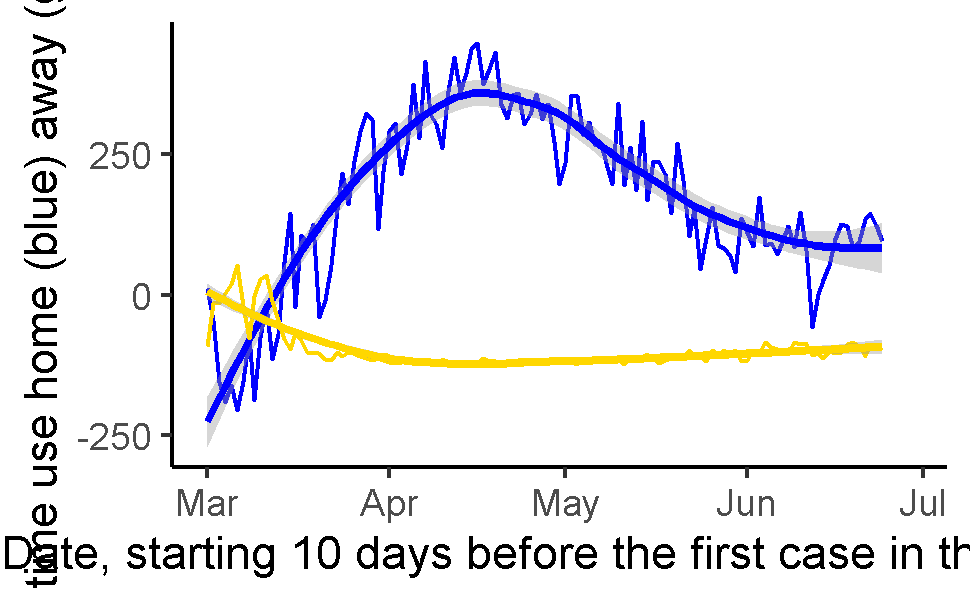 time use home (blue) away (
250
0
-250
Mar Apr May Jun Jul
Date, starting 10 days before the first case in th